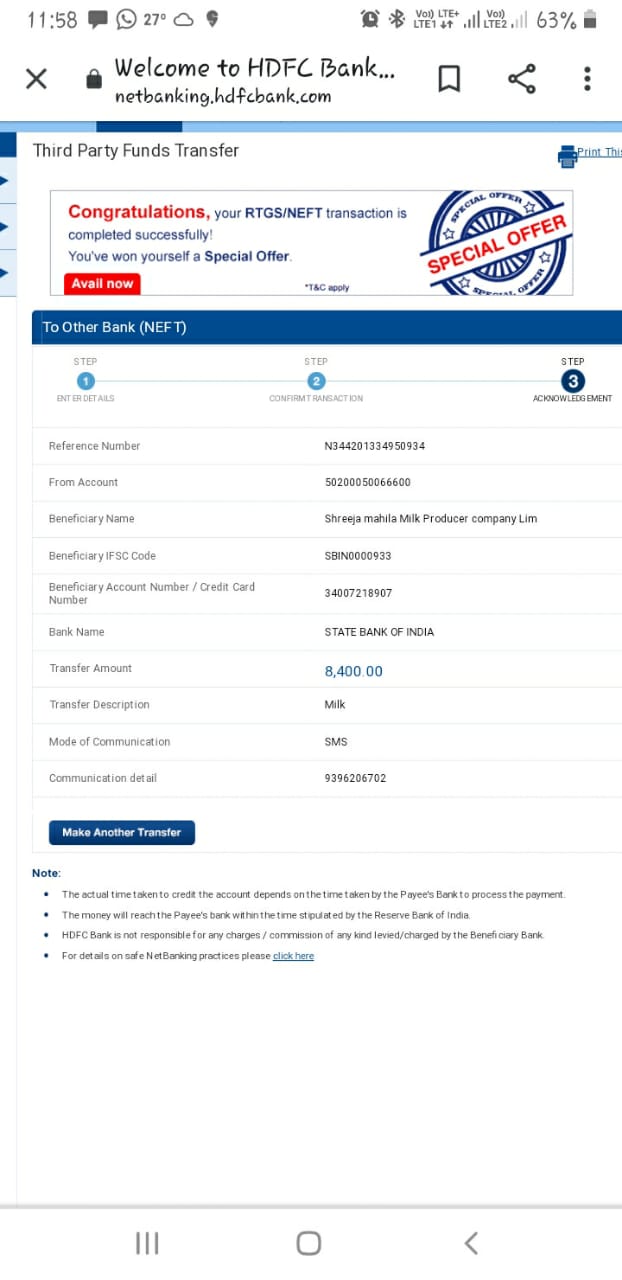 11:58 27° Vo) LTE+ LTE1 Vo)) LTE2 63%
Welcome to HDFC Bank...
netbanking.hdfcbank.com
Third Party Funds Transfer
Print This
Congratulations, your RTGS/NEFT transaction is
completed successfully!
You've won yourself a Special Offer.
Avail now
*T&C apply
SPECIAL OFFER
SPECIAL OFFER
SPECIAL OFFER
To Other Bank (NEFT)
STEP STEP STEP
1 2 3
ENTER DETAILS CONFIRM TRANSACTION ACKNOWLEDGEMENT
Reference Number N344201334950934
From Account 50200050066600
Beneficiary Name Shreeja mahila Milk Producer company Lim
Beneficiary IFSC Code SBIN0000933
Beneficiary Account Number / Credit Card
Number 34007218907
Bank Name STATE BANK OF INDIA
Transfer Amount 8,400.00
Transfer Description Milk
Mode of Communication SMS
Communication detail 9396206702
Make Another Transfer
Note:
• The actual time taken to credit the account depends on the time taken by the Payee's Bank to process the payment.
• The money will reach the Payee's bank within the time stipulated by the Reserve Bank of India.
• HDFC Bank is not responsible for any charges / commission of any kind levied/charged by the Beneficiary Bank.
• For details on safe NetBanking practices please click here